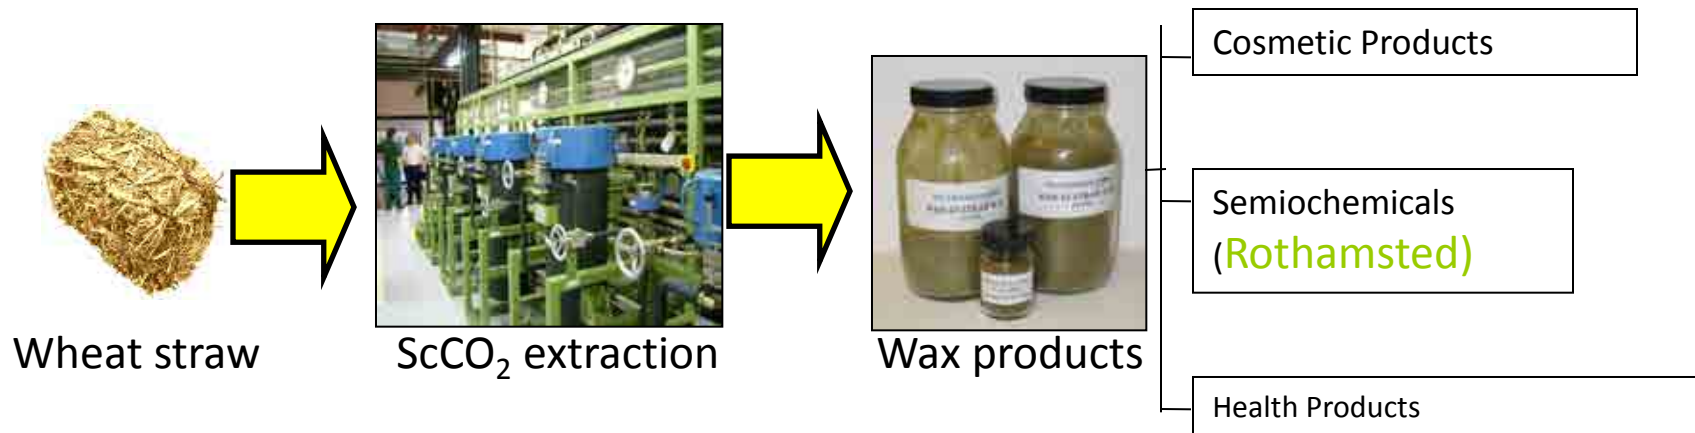 Wheat straw
ScCO₂ extraction
Wax products
Cosmetic Products
Semiochemicals
(Rothamsted)
Health Products